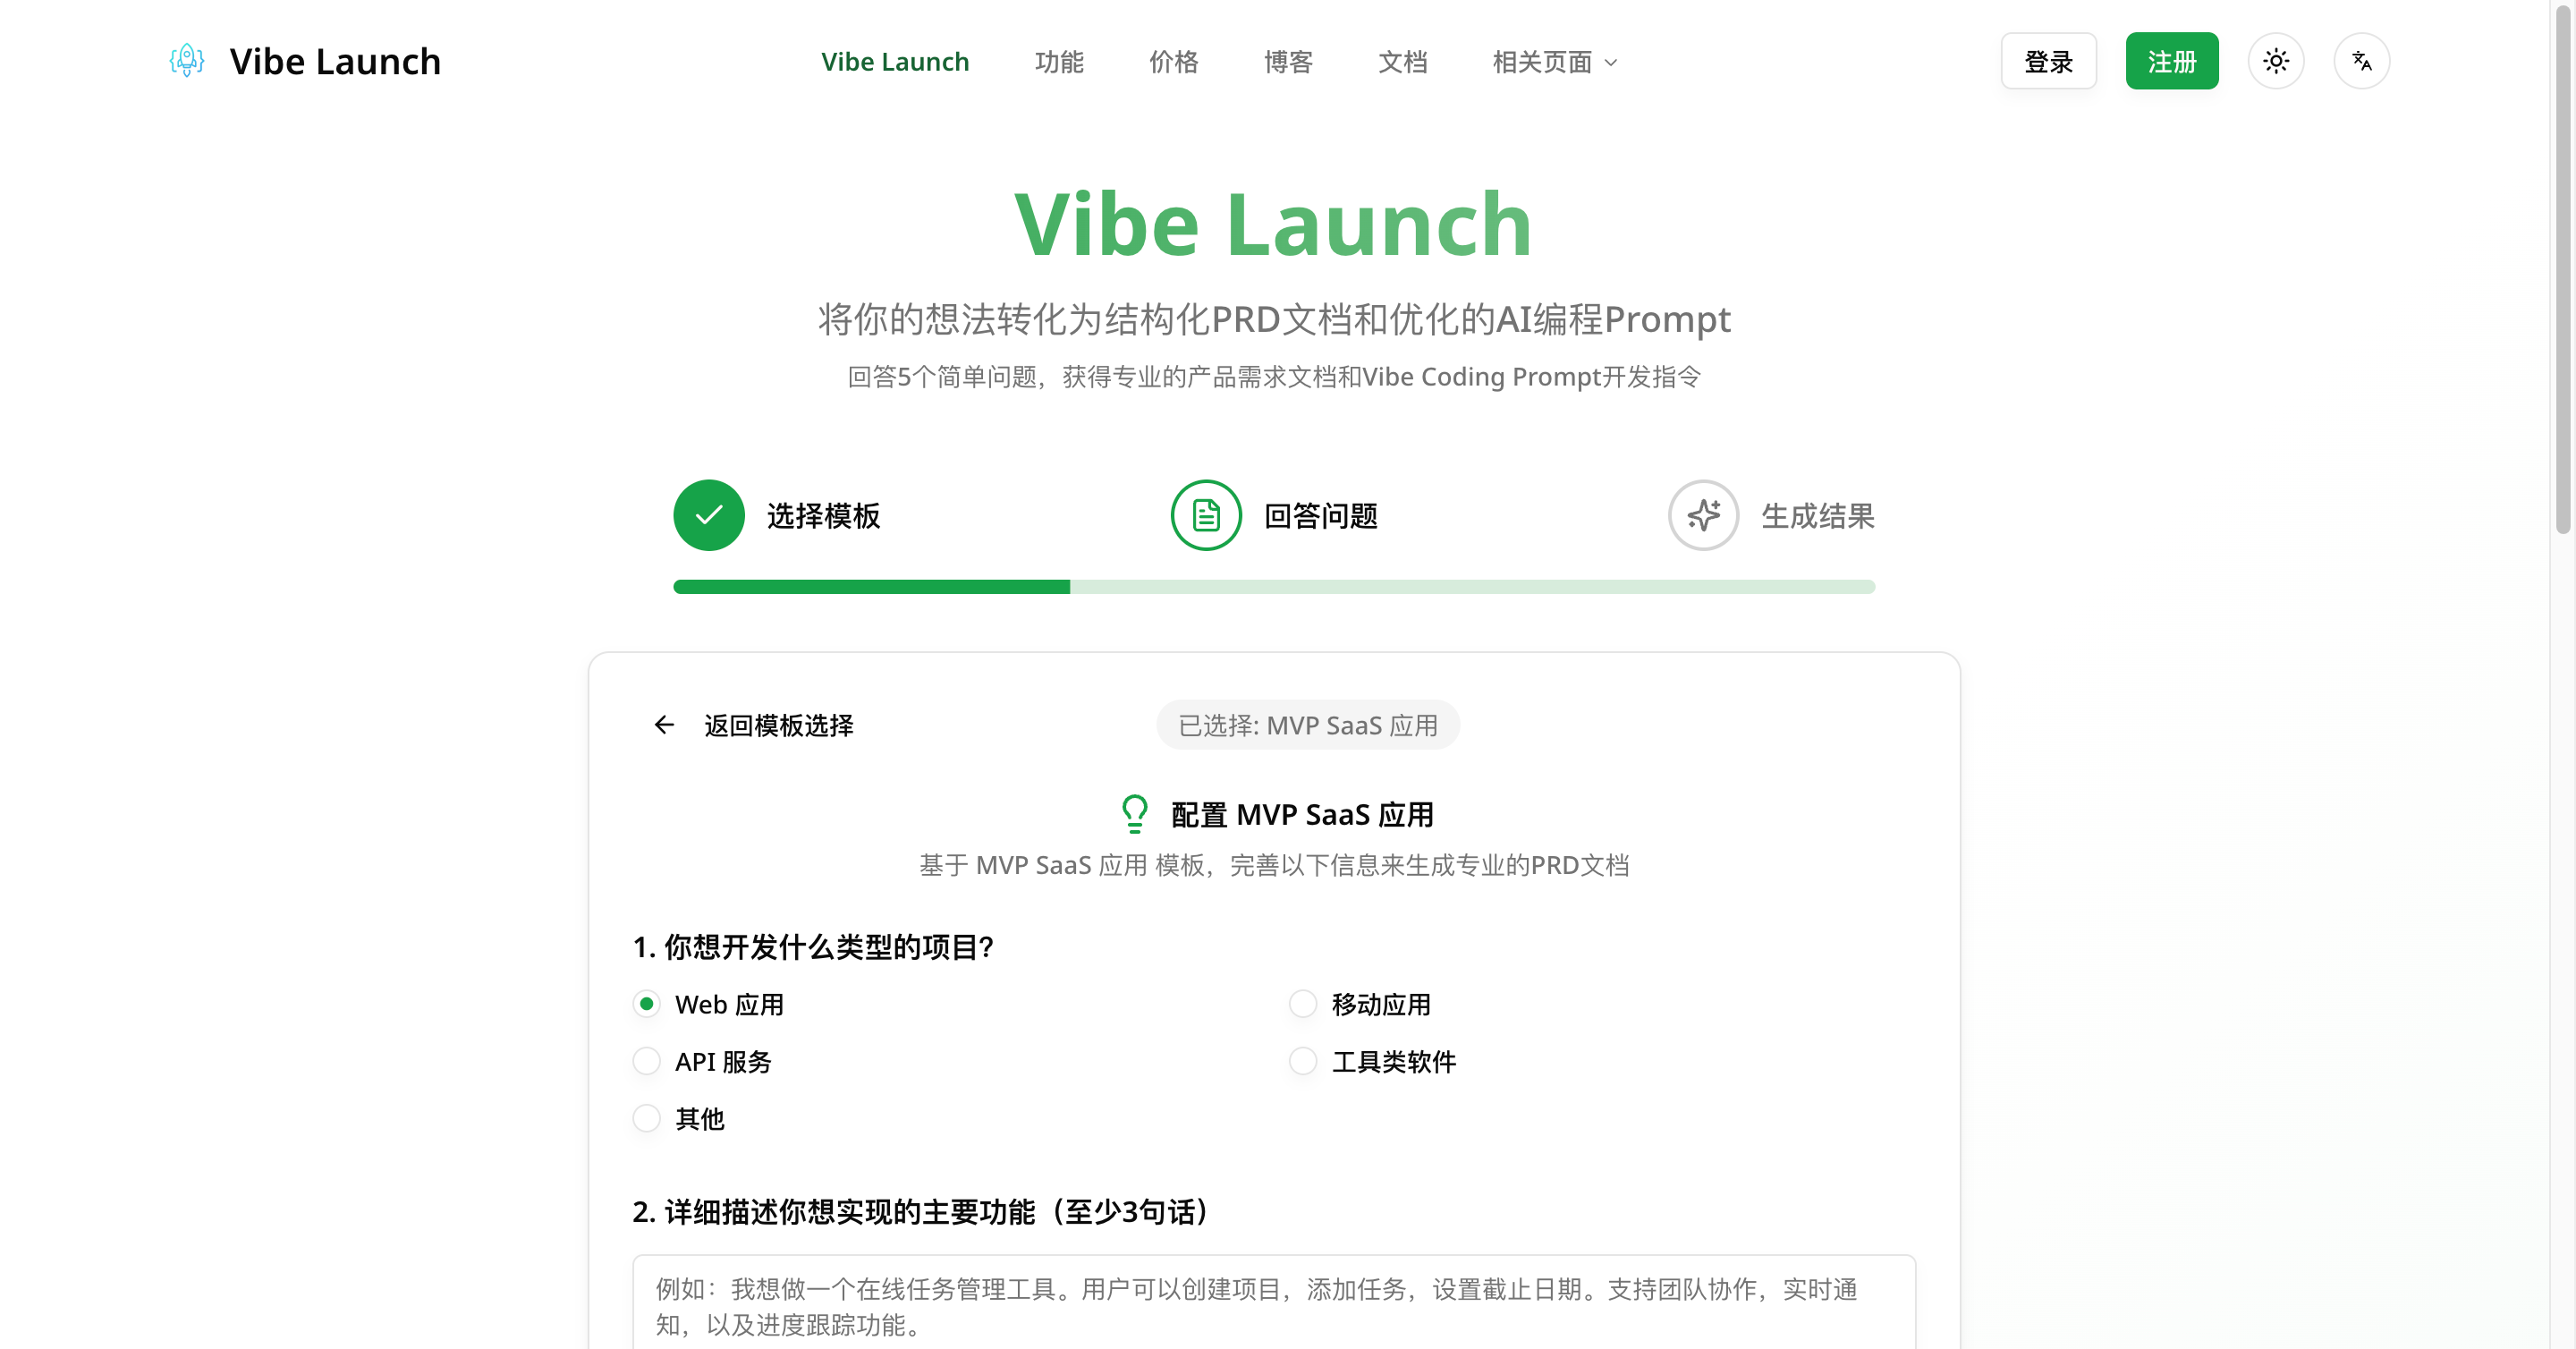 Vibe Launch
Vibe Launch 功能 价格 博客 文档 相关页面
登录 注册
Vibe Launch
将你的想法转化为结构化PRD文档和优化的AI编程Prompt
回答5个简单问题，获得专业的产品需求文档和Vibe Coding Prompt开发指令
选择模板 回答问题 生成结果
返回模板选择 已选择: MVP SaaS 应用
配置 MVP SaaS 应用
基于 MVP SaaS 应用 模板，完善以下信息来生成专业的PRD文档
1. 你想开发什么类型的项目？
Web 应用 移动应用
API 服务 工具类软件
其他
2. 详细描述你想实现的主要功能（至少3句话）
例如：我想做一个在线任务管理工具。用户可以创建项目，添加任务，设置截止日期。支持团队协作，实时通
知，以及进度跟踪功能。